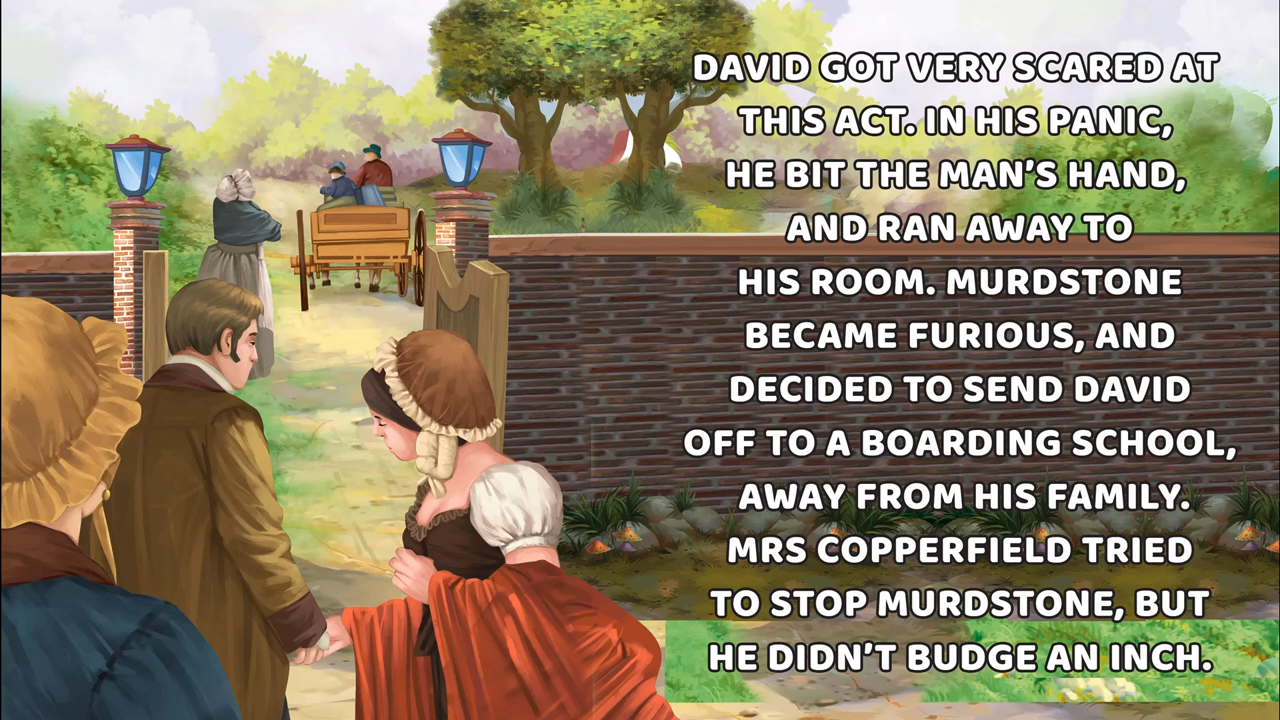 DAVID GOT VERY SCARED AT
THIS ACT. IN HIS PANIC,
HE BIT THE MAN’S HAND,
AND RAN AWAY TO
HIS ROOM. MURDSTONE
BECAME FURIOUS, AND
DECIDED TO SEND DAVID
OFF TO A BOARDING SCHOOL,
AWAY FROM HIS FAMILY.
MRS COPPERFIELD TRIED
TO STOP MURDSTONE, BUT
HE DIDN’T BUDGE AN INCH.